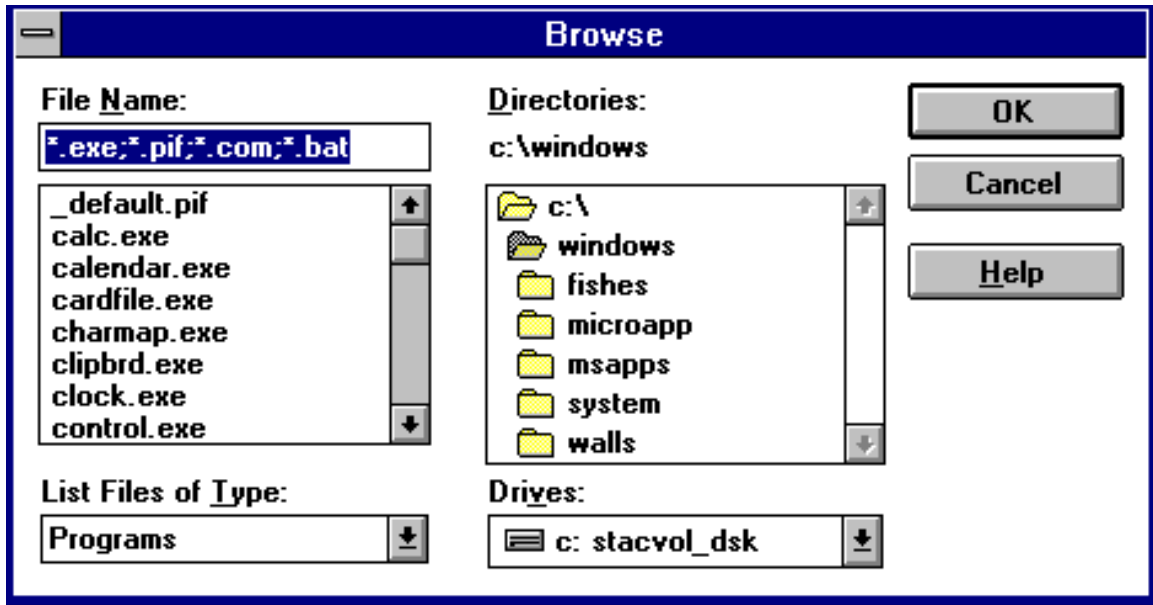 Browse
File Name:
*.exe;*.pif;*.com;*.bat
_default.pif
calc.exe
calendar.exe
cardfile.exe
charmap.exe
clipbrd.exe
clock.exe
control.exe
List Files of Type:
Programs
Directories:
c:\windows
c:\
windows
fishes
microapp
msapps
system
walls
Drives:
c: stacvol_dsk
OK
Cancel
Help